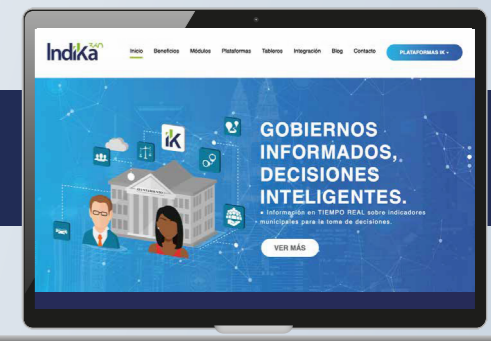 Indika
Inicio Beneficios Módulos Plataformas Tableros Integración Blog Contacto PLATAFORMAS IK
iK
GOBIERNOS
INFORMADOS,
DECISIONES
INTELIGENTES.
• Información en TIEMPO REAL sobre indicadores
municipales para la toma de decisiones.
VER MÁS